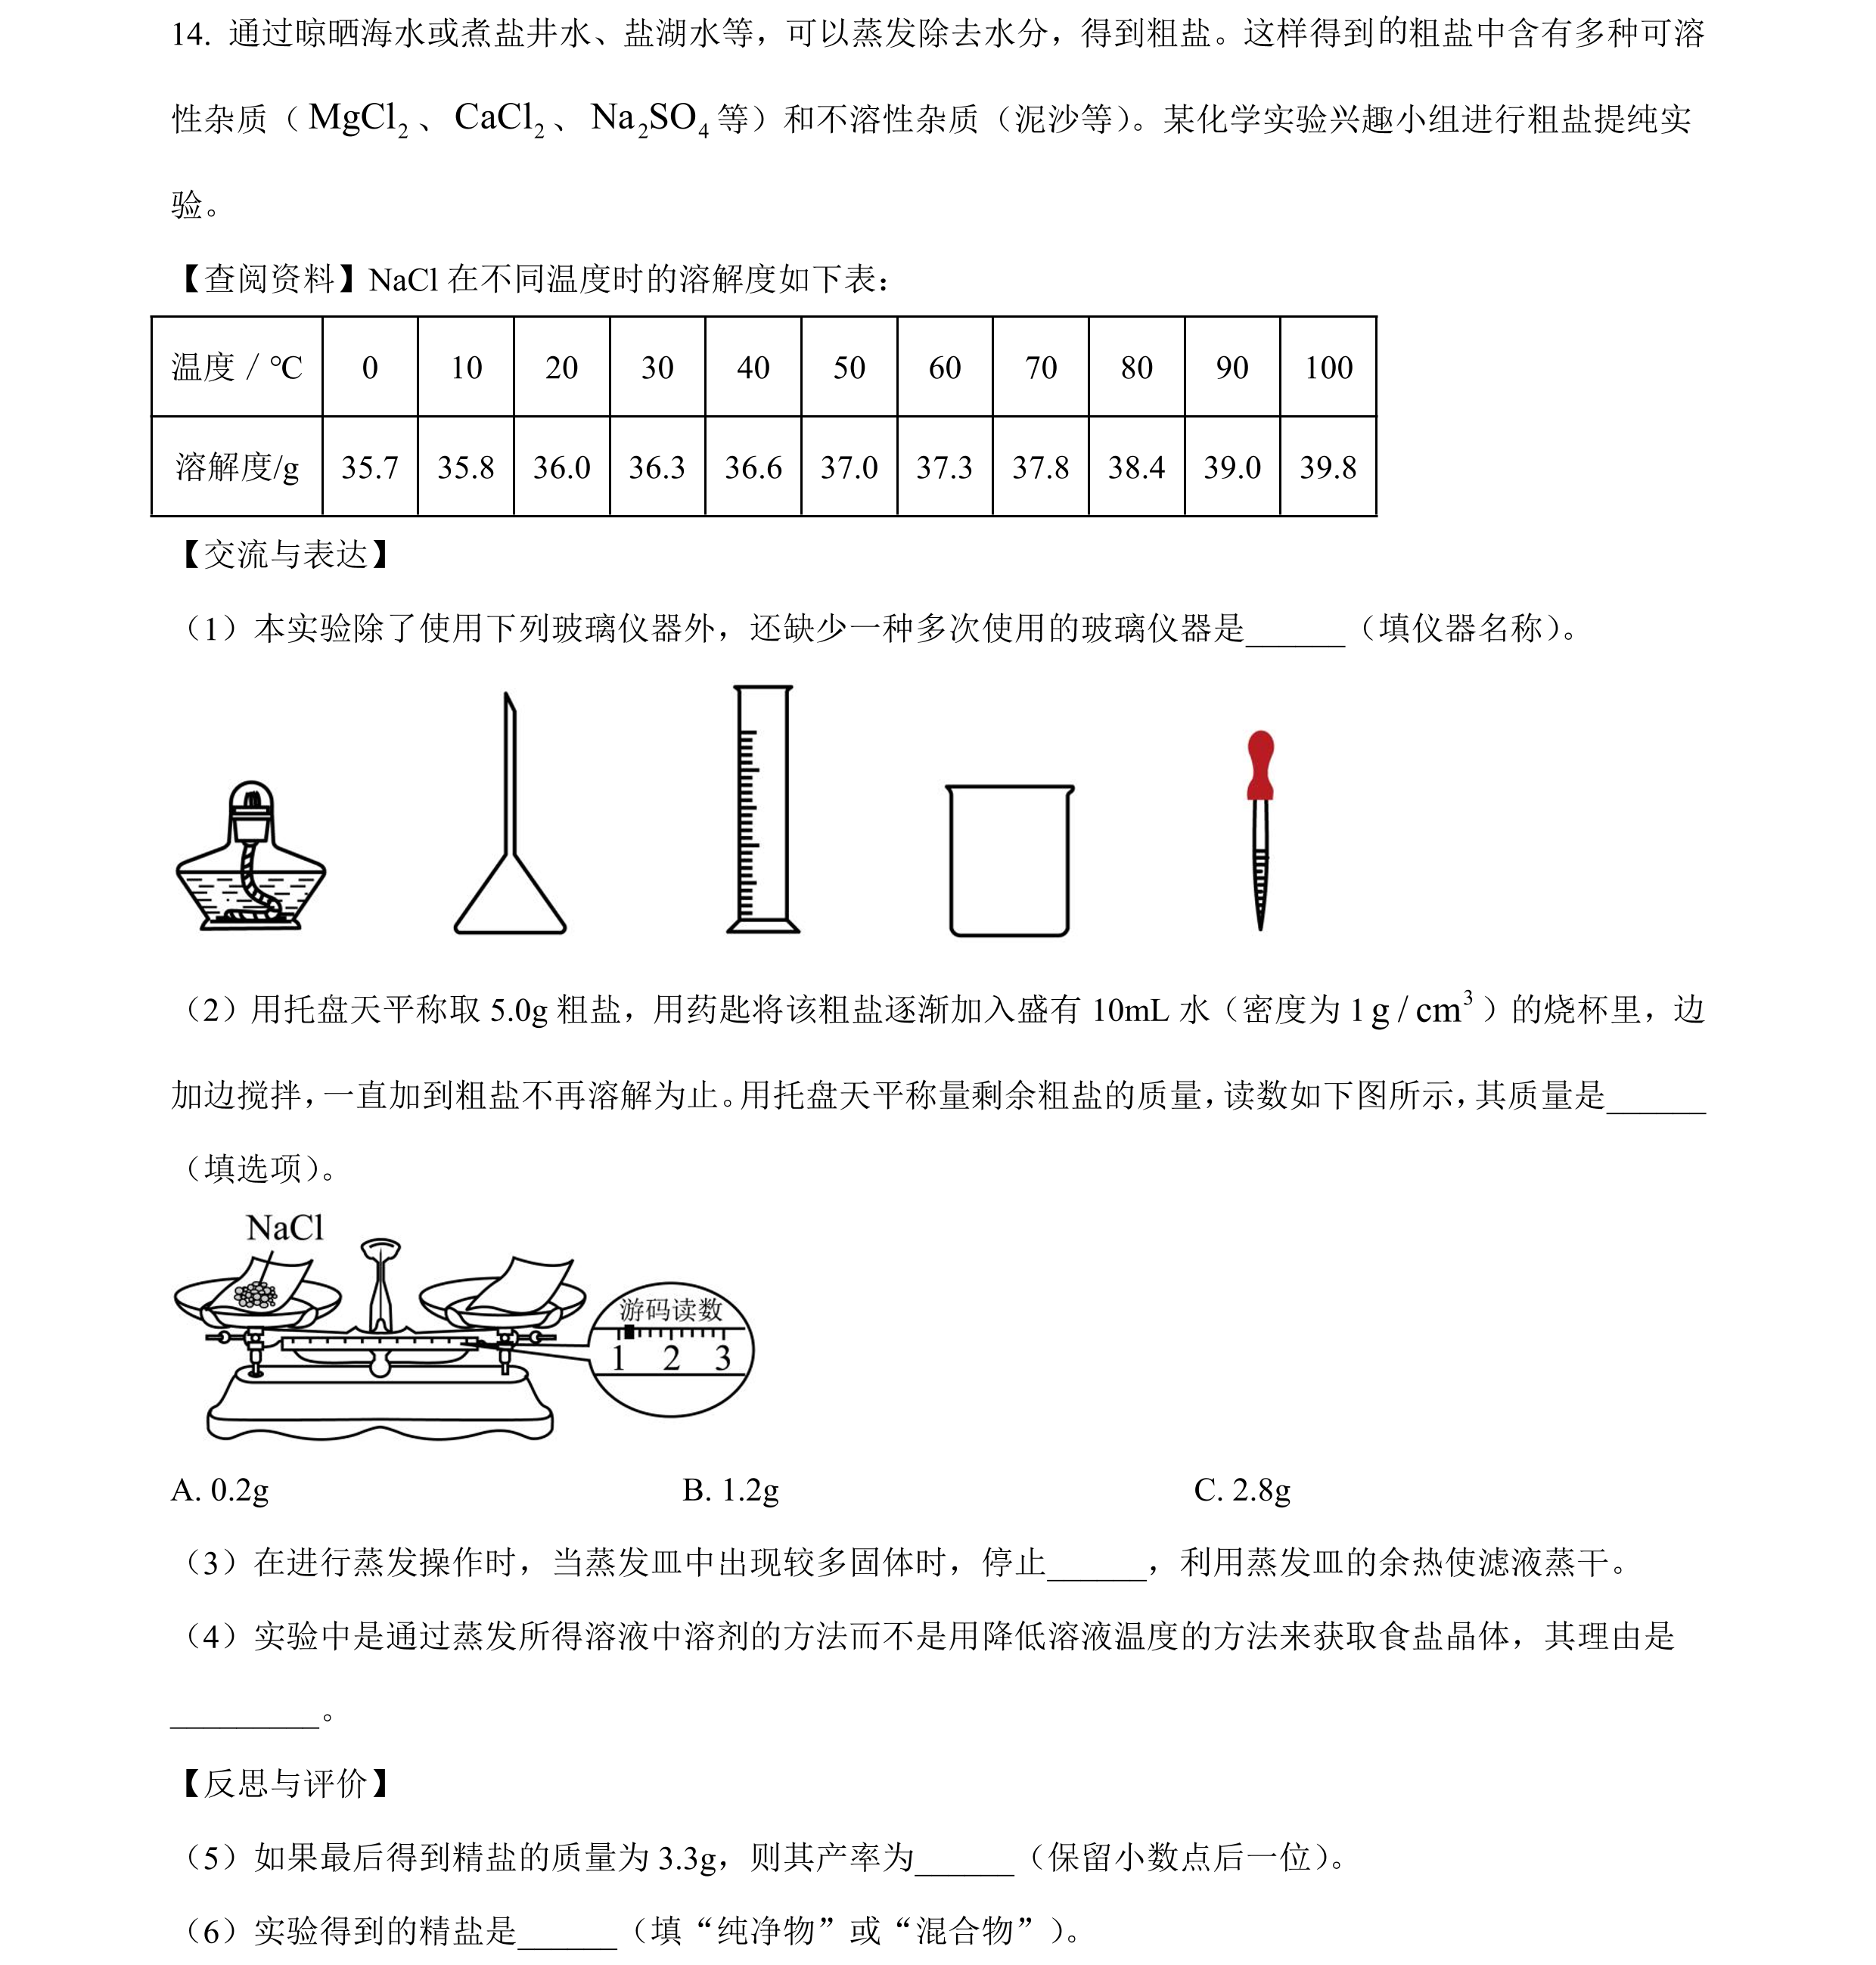 14. 通过晾晒海水或煮盐井水、盐湖水等，可以蒸发除去水分，得到粗盐。这样得到的粗盐中含有多种可溶
性杂质（MgCl₂、CaCl₂、Na₂SO₄等）和不溶性杂质（泥沙等）。某化学实验兴趣小组进行粗盐提纯实
验。
【查阅资料】NaCl 在不同温度时的溶解度如下表：
温度 / ℃ 0 10 20 30 40 50 60 70 80 90 100
溶解度/g 35.7 35.8 36.0 36.3 36.6 37.0 37.3 37.8 38.4 39.0 39.8
【交流与表达】
（1）本实验除了使用下列玻璃仪器外，还缺少一种多次使用的玻璃仪器是______（填仪器名称）。
（2）用托盘天平称取 5.0g 粗盐，用药匙将该粗盐逐渐加入盛有 10mL 水（密度为 1 g / cm³）的烧杯里，边
加边搅拌，一直加到粗盐不再溶解为止。用托盘天平称量剩余粗盐的质量，读数如下图所示，其质量是______
（填选项）。
NaCl
游码读数
1 2 3
A. 0.2g B. 1.2g C. 2.8g
（3）在进行蒸发操作时，当蒸发皿中出现较多固体时，停止______，利用蒸发皿的余热使滤液蒸干。
（4）实验中是通过蒸发所得溶液中溶剂的方法而不是用降低溶液温度的方法来获取食盐晶体，其理由是
_________。
【反思与评价】
（5）如果最后得到精盐的质量为 3.3g，则其产率为______（保留小数点后一位）。
（6）实验得到的精盐是______（填“纯净物”或“混合物”）。